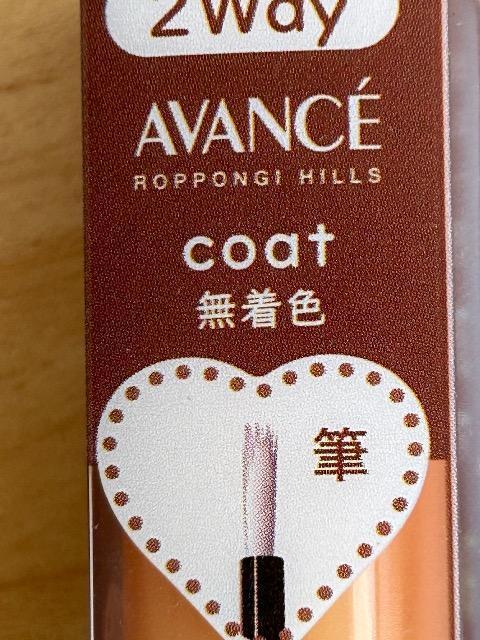 2Way
AVANCÉ
ROPPONGI HILLS
coat
無着色
筆